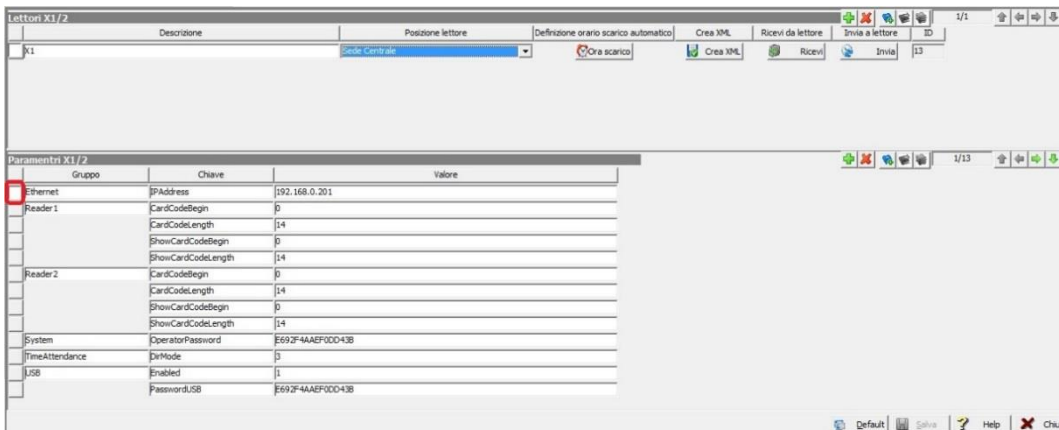 Lettori X1/2 1/1
Descrizione Posizione lettore Definizione orario scarico automatico Crea XML Ricevi da lettore Invia a lettore ID
X1 Sede Centrale Ora scarico Crea XML Ricevi Invia 13
Paramentri X1/2 1/13
Gruppo Chiave Valore
Ethernet IPAddress 192.168.0.201
Reader1 CardCodeBegin 0
CardCodeLength 14
ShowCardCodeBegin 0
ShowCardCodeLength 14
Reader2 CardCodeBegin 0
CardCodeLength 14
ShowCardCodeBegin 0
ShowCardCodeLength 14
System OperatorPassword E692F4AAEF0DD43B
TimeAttendance DirMode 3
USB Enabled 1
PasswordUSB E692F4AAEF0DD43B
Default Salva Help Chiu